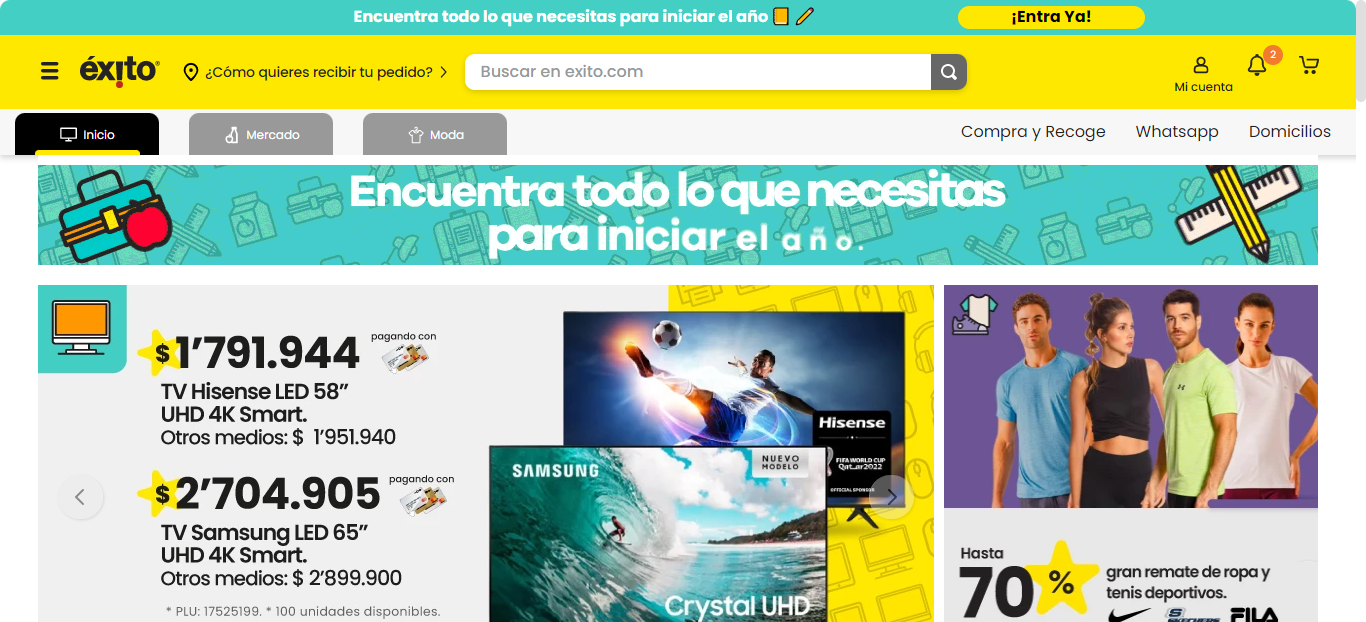 Encuentra todo lo que necesitas para iniciar el año
¡Entra Ya!
éxito
¿Cómo quieres recibir tu pedido?
Buscar en exito.com
2
Mi cuenta
Inicio
Mercado
Moda
Compra y Recoge
Whatsapp
Domicilios
Encuentra todo lo que necesitas
para iniciar el año.
$1’791.944
pagando con
TV Hisense LED 58”
UHD 4K Smart.
Otros medios: $ 1’951.940
$2’704.905
pagando con
TV Samsung LED 65”
UHD 4K Smart.
Otros medios: $ 2’899.900
* PLU: 17525199. * 100 unidades disponibles.
Hisense
FIFA WORLD CUP
Qatar2022
OFFICIAL SPONSOR
SAMSUNG
NUEVO
MODELO
Crystal UHD
Hasta
70%
gran remate de ropa y
tenis deportivos.
SKECHERS
FILA